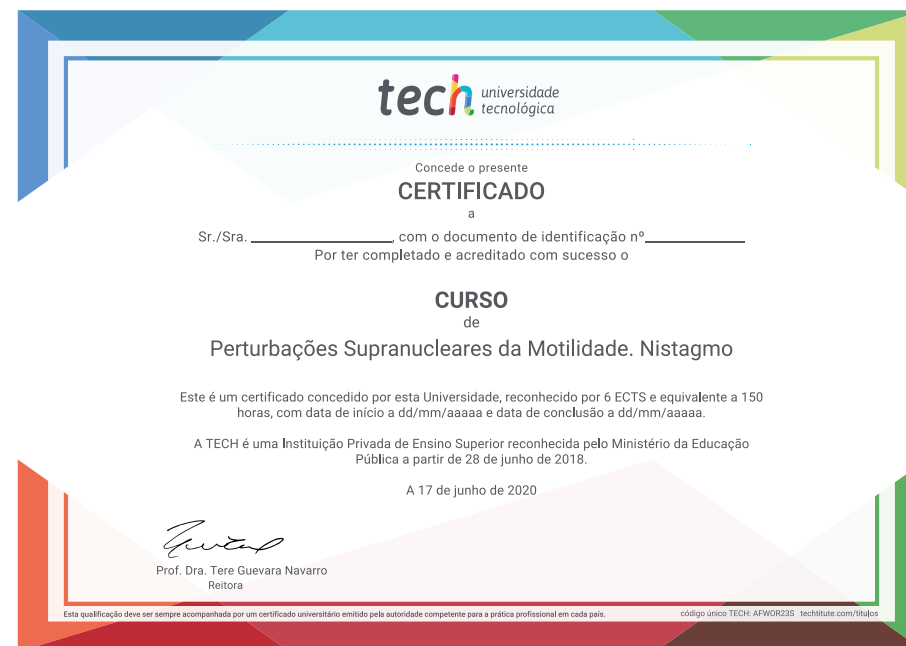 tech universidade
tecnológica
Concede o presente
CERTIFICADO
a
Sr./Sra. ____________________, com o documento de identificação nº______________
Por ter completado e acreditado com sucesso o
CURSO
de
Perturbações Supranucleares da Motilidade. Nistagmo
Este é um certificado concedido por esta Universidade, reconhecido por 6 ECTS e equivalente a 150
horas, com data de início a dd/mm/aaaaa e data de conclusão a dd/mm/aaaaa.
A TECH é uma Instituição Privada de Ensino Superior reconhecida pelo Ministério da Educação
Pública a partir de 28 de junho de 2018.
A 17 de junho de 2020
Prof. Dra. Tere Guevara Navarro
Reitora
Esta qualificação deve ser sempre acompanhada por um certificado universitário emitido pela autoridade competente para a prática profissional em cada país. código único TECH: AFWOR23S techtitute.com/titulos